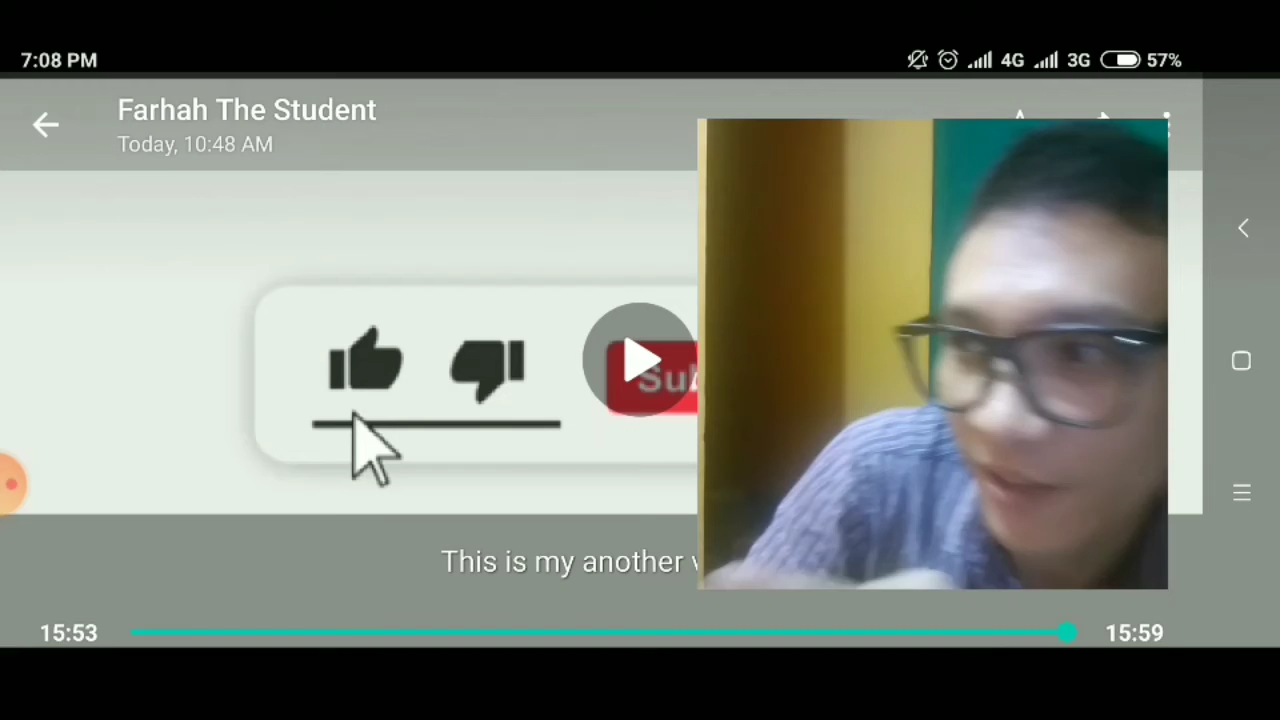 7:08 PM 4G 3G 57%
Farhah The Student
Today, 10:48 AM
Sub
This is my another
15:53 15:59